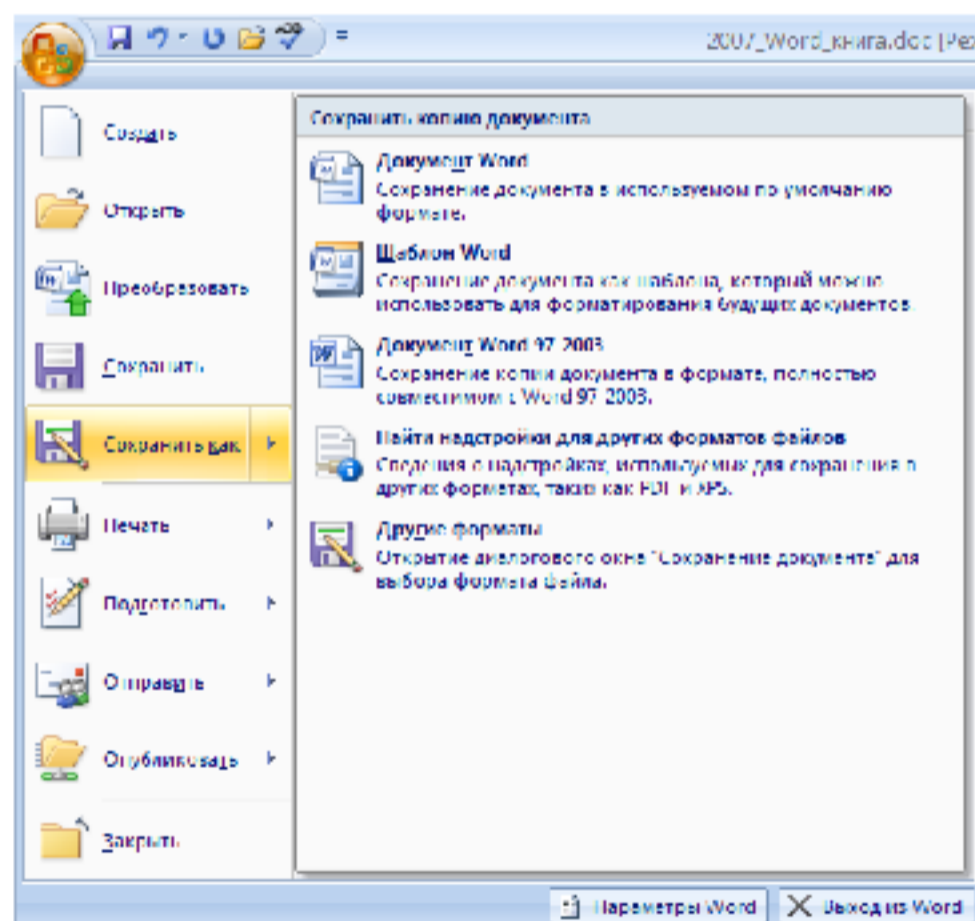 2007_Word_книга.doc [Реж
Создать
Открыть
Преобразовать
Сохранить
Сохранить как
Печать
Подготовить
Отправить
Опубликовать
Закрыть
Сохранить копию документа
Документ Word
Сохранение документа в используемом по умолчанию
формате.
Шаблон Word
Сохранение документа как шаблона, который можно
использовать для форматирования будущих документов.
Документ Word 97-2003
Сохранение копии документа в формате, полностью
совместимом с Word 97-2003.
Найти надстройки для других форматов файлов
Сведения о надстройках, используемых для сохранения в
других форматах, таких как PDF и XPS.
Другие форматы
Открытие диалогового окна "Сохранение документа" для
выбора формата файла.
Параметры Word
Выход из Word